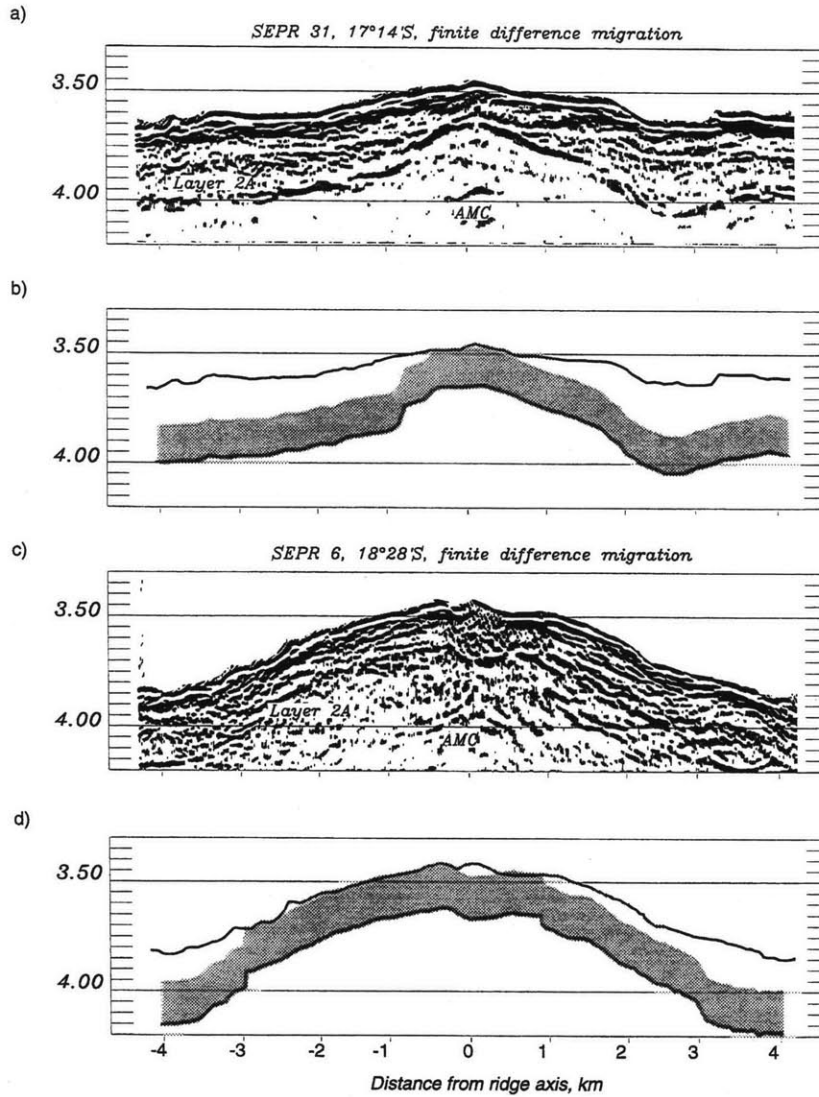 a)
SEPR 31, 17°14'S, finite difference migration
3.50
Layer 2A
4.00
AMC
b)
3.50
4.00
c)
SEPR 6, 18°28'S, finite difference migration
3.50
Layer 2A
4.00
AMC
d)
3.50
4.00
-4 -3 -2 -1 0 1 2 3 4
Distance from ridge axis, km